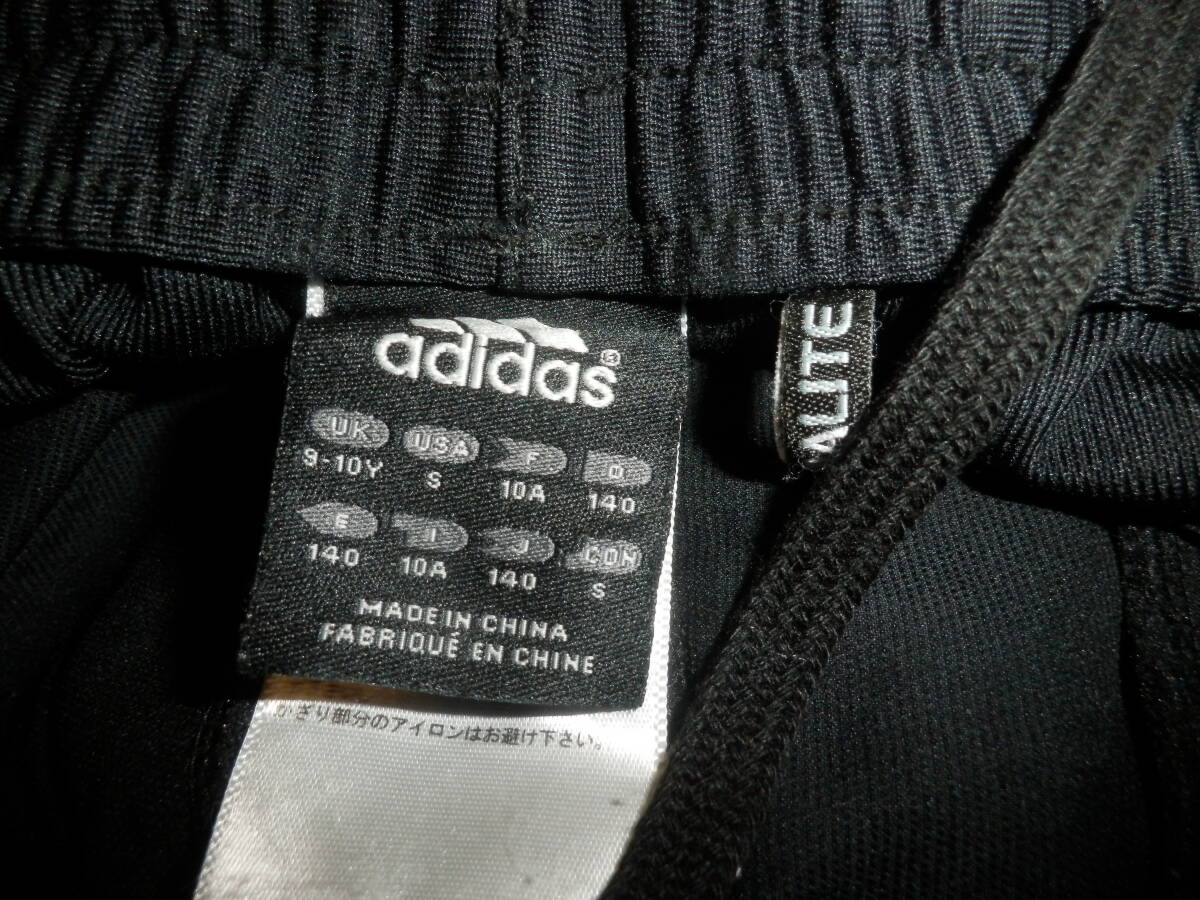 adidas®
UK USA F D
9-10Y S 10A 140
E I J CDN
140 10A 140 S
MADE IN CHINA
FABRIQUÉ EN CHINE
かざり部分のアイロンはお避け下さい。
ALITE